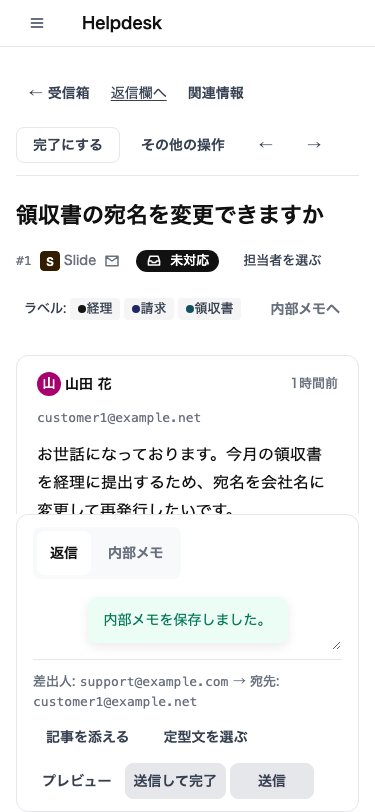 Helpdesk
← 受信箱 返信欄へ 関連情報
完了にする その他の操作 ← →
領収書の宛名を変更できますか
#1 S Slide 未対応 担当者を選ぶ
ラベル: 経理 請求 領収書 内部メモへ
山 山田 花 1時間前
customer1@example.net
お世話になっております。今月の領収書
を経理に提出するため、宛名を会社名に
変更して再発行したいです。
返信 内部メモ
内部メモを保存しました。
差出人: support@example.com → 宛先:
customer1@example.net
記事を添える 定型文を選ぶ
プレビュー 送信して完了 送信